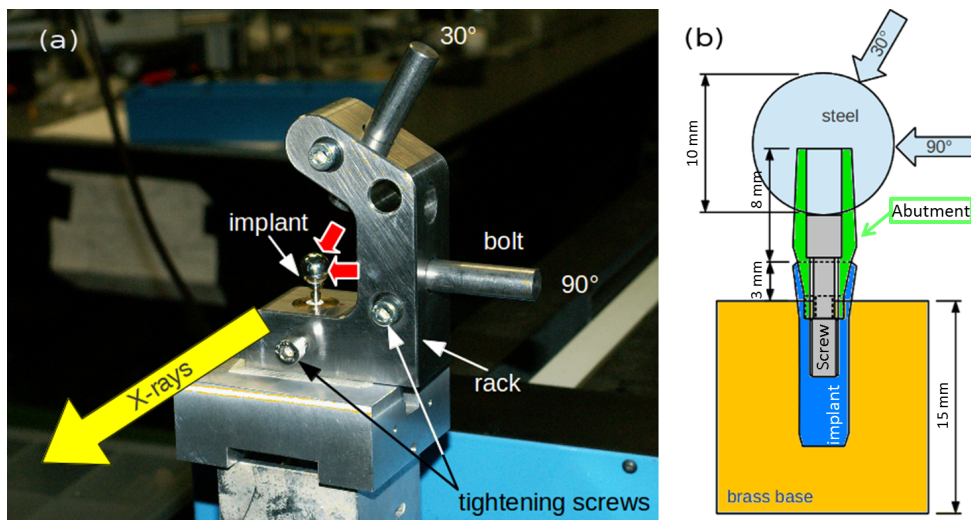 (a)
30°
implant
bolt
90°
rack
X-rays
tightening screws
(b)
30°
steel
90°
10 mm
8 mm
Abutment
3 mm
Screw
implant
15 mm
brass base